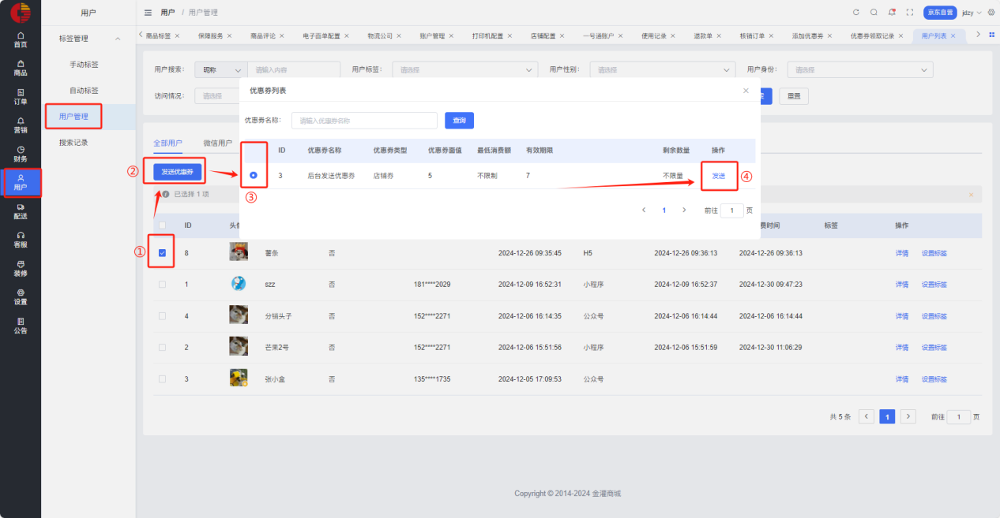 用户
用户 / 用户管理
京东自营 jdzy
首页
商品
订单
营销
财务
用户
配送
客服
装修
设置
公告
标签管理
手动标签
自动标签
用户管理
搜索记录
商品标签 × 保障服务 × 商品评论 × 电子面单配置 × 物流公司 × 账户管理 × 打印机配置 × 店铺配置 × 一号通账户 × 使用记录 × 退款单 × 核销订单 × 添加优惠券 × 优惠券领取记录 × 用户列表 ×
用户搜索: 昵称 请输入内容 用户标签: 请选择 用户性别: 请选择 用户身份: 请选择
访问情况: 请选择 重置
优惠券列表 ×
优惠券名称: 请输入优惠券名称 查询
ID 优惠券名称 优惠券类型 优惠券面值 最低消费额 有效期限 剩余数量 操作
3 后台发送优惠券 店铺券 5 不限制 7 不限量 发送
< 1 > 前往 1 页
全部用户 微信用户
② 发送优惠券 ③ ④
已选择 1 项 ×
ID 费时间 标签 操作
① 8 薯条 否 2024-12-26 09:35:45 H5 2024-12-26 09:36:13 2024-12-26 09:36:13 详情 设置标签
1 szz 否 181****2029 2024-12-09 16:52:31 小程序 2024-12-09 16:52:37 2024-12-30 09:47:23 详情 设置标签
4 分销头子 否 152****2271 2024-12-06 16:14:35 公众号 2024-12-06 16:14:44 2024-12-06 16:14:44 详情 设置标签
2 芒果2号 否 152****2271 2024-12-06 15:51:56 小程序 2024-12-06 15:51:59 2024-12-30 11:06:29 详情 设置标签
3 张小盒 否 135****1735 2024-12-05 17:09:53 公众号 详情 设置标签
共 5 条 < 1 > 前往 1 页
Copyright © 2014-2024 金灌商城